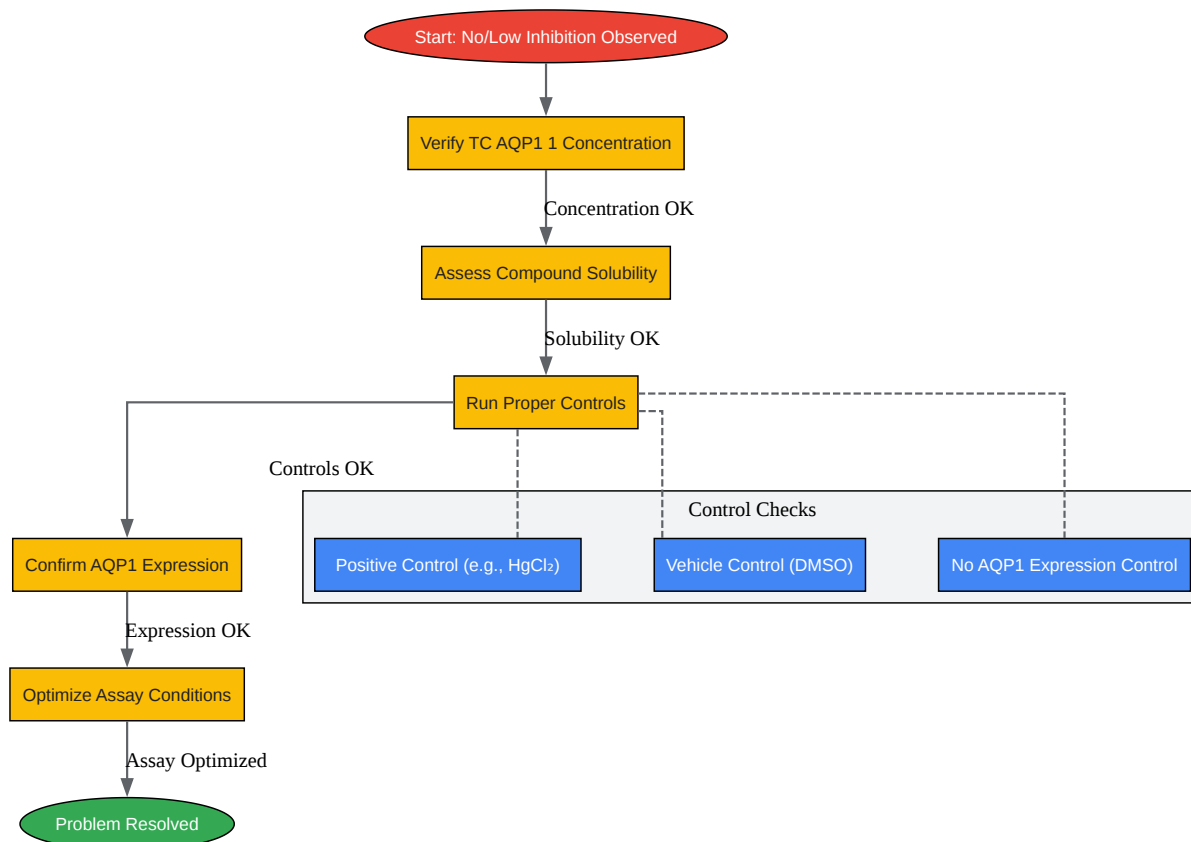 Start: No/Low Inhibition Observed
Verify TC AQP1 1 Concentration
Concentration OK
Assess Compound Solubility
Solubility OK
Run Proper Controls
Controls OK
Control Checks
Confirm AQP1 Expression
Positive Control (e.g., HgCl₂)
Vehicle Control (DMSO)
No AQP1 Expression Control
Expression OK
Optimize Assay Conditions
Assay Optimized
Problem Resolved